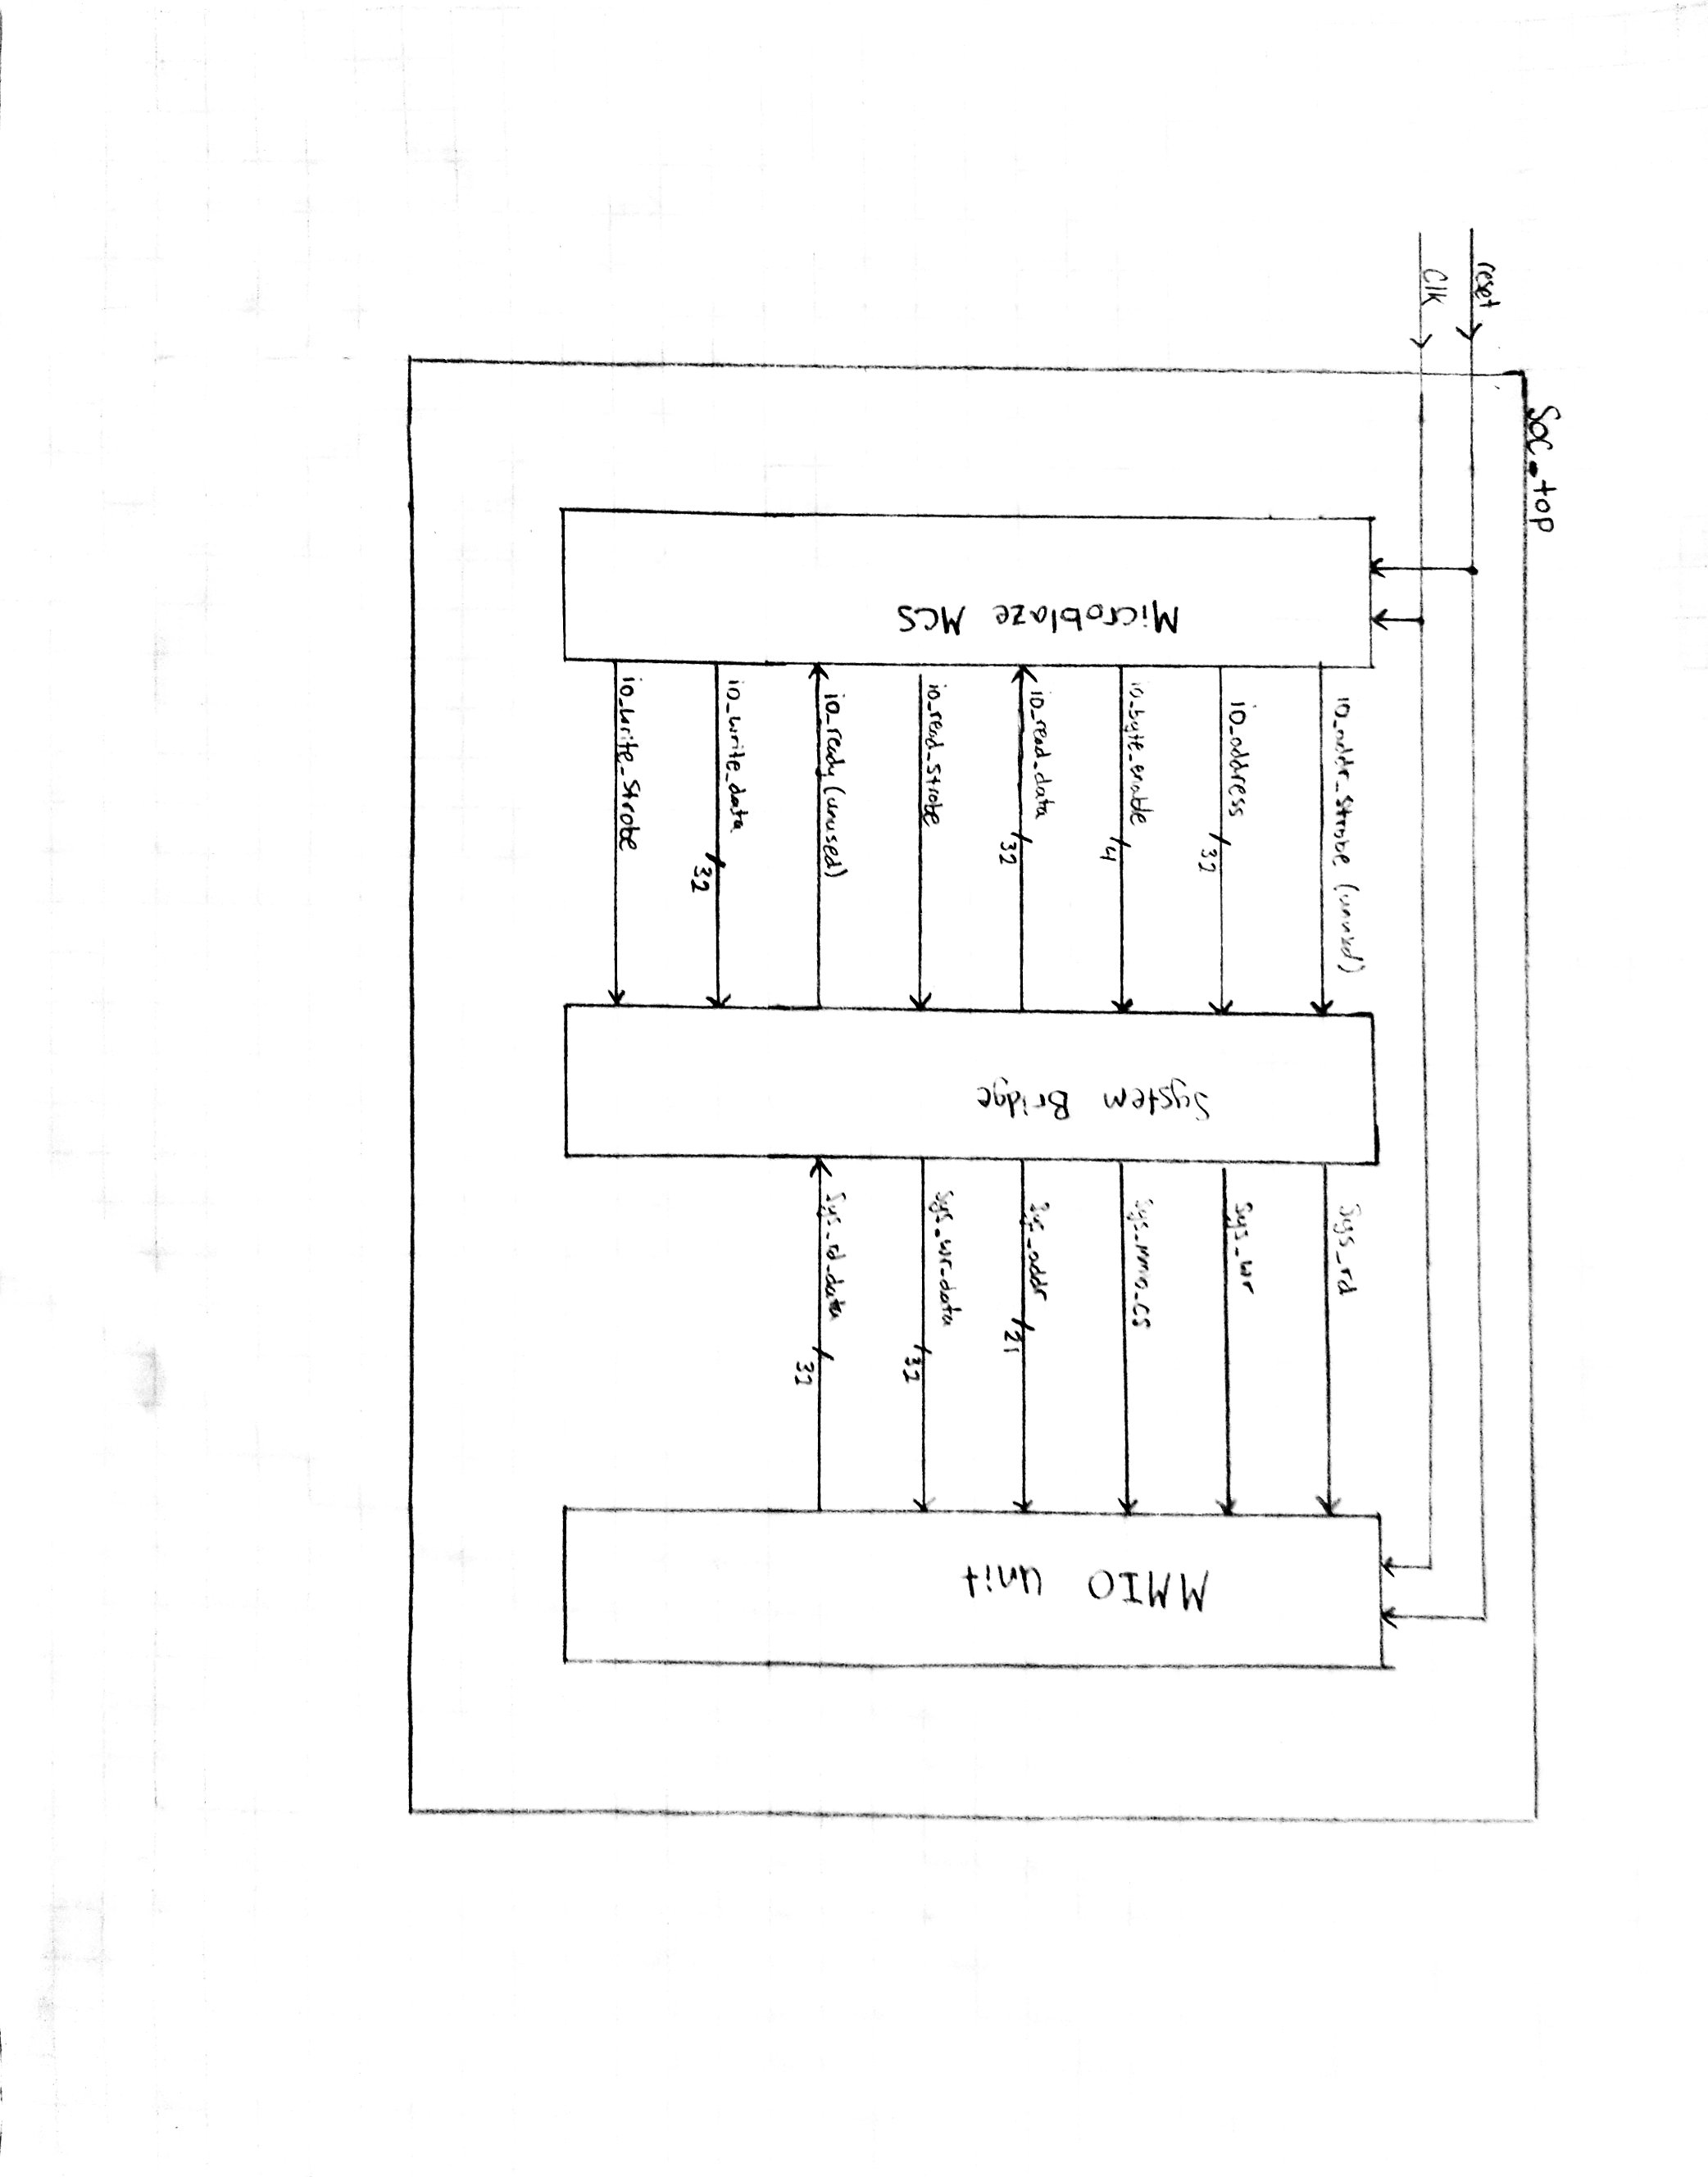 reset
Clk
SoC_top
Microblaze MCS
io_addr_Strobe (unused)
io_address
32
io_byte_enable
4
io_read_data
32
io_read_Strobe
io_ready (unused)
io_write_data
32
io_write_Strobe
System Bridge
Sys_rd
Sys_wr
Sys_mmio_CS
Sys_addr
21
Sys_wr_data
32
Sys_rd_data
32
MMIO Unit